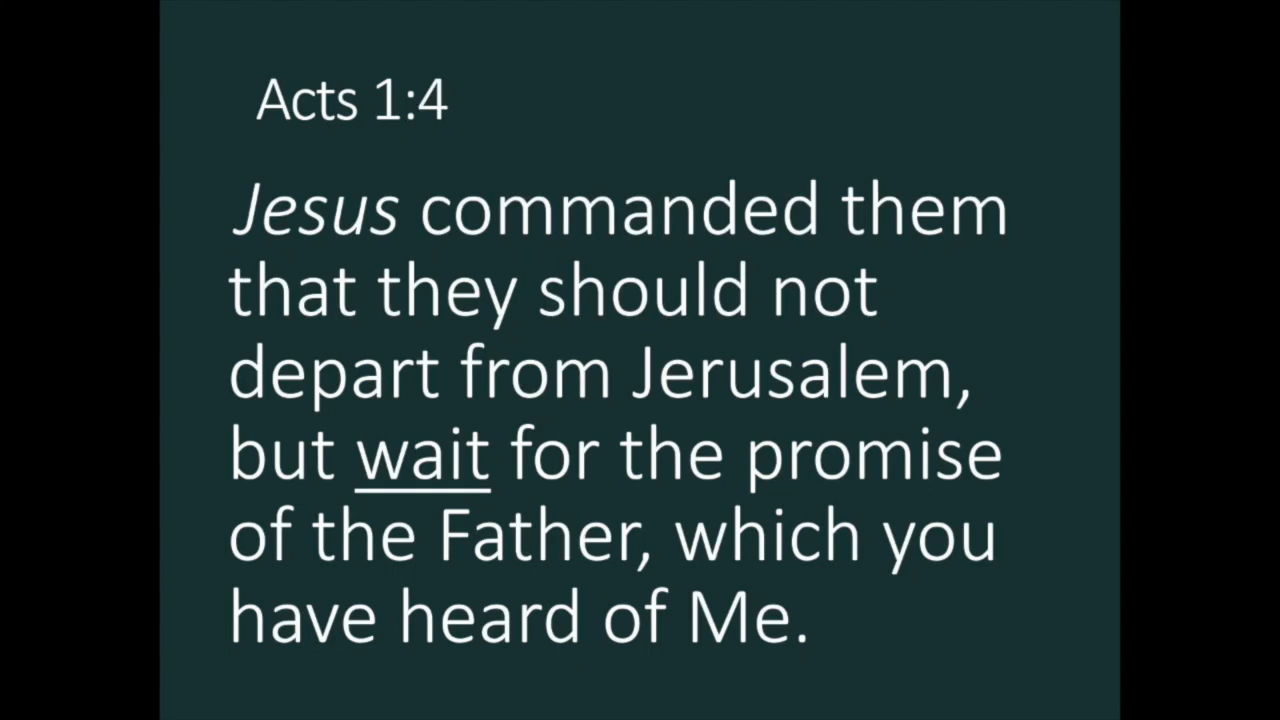 Acts 1:4
Jesus commanded them
that they should not
depart from Jerusalem,
but wait for the promise
of the Father, which you
have heard of Me.